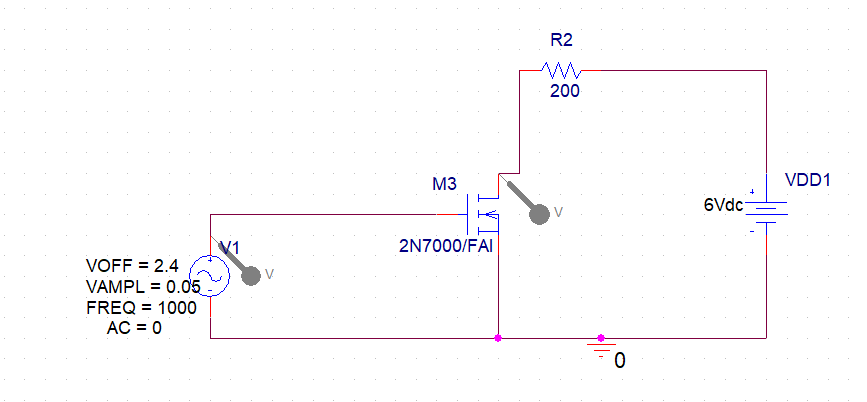 R2
200
M3
VDD1
6Vdc
V
V1
2N7000/FAI
VOFF = 2.4
V
VAMPL = 0.05
FREQ = 1000
AC = 0
0